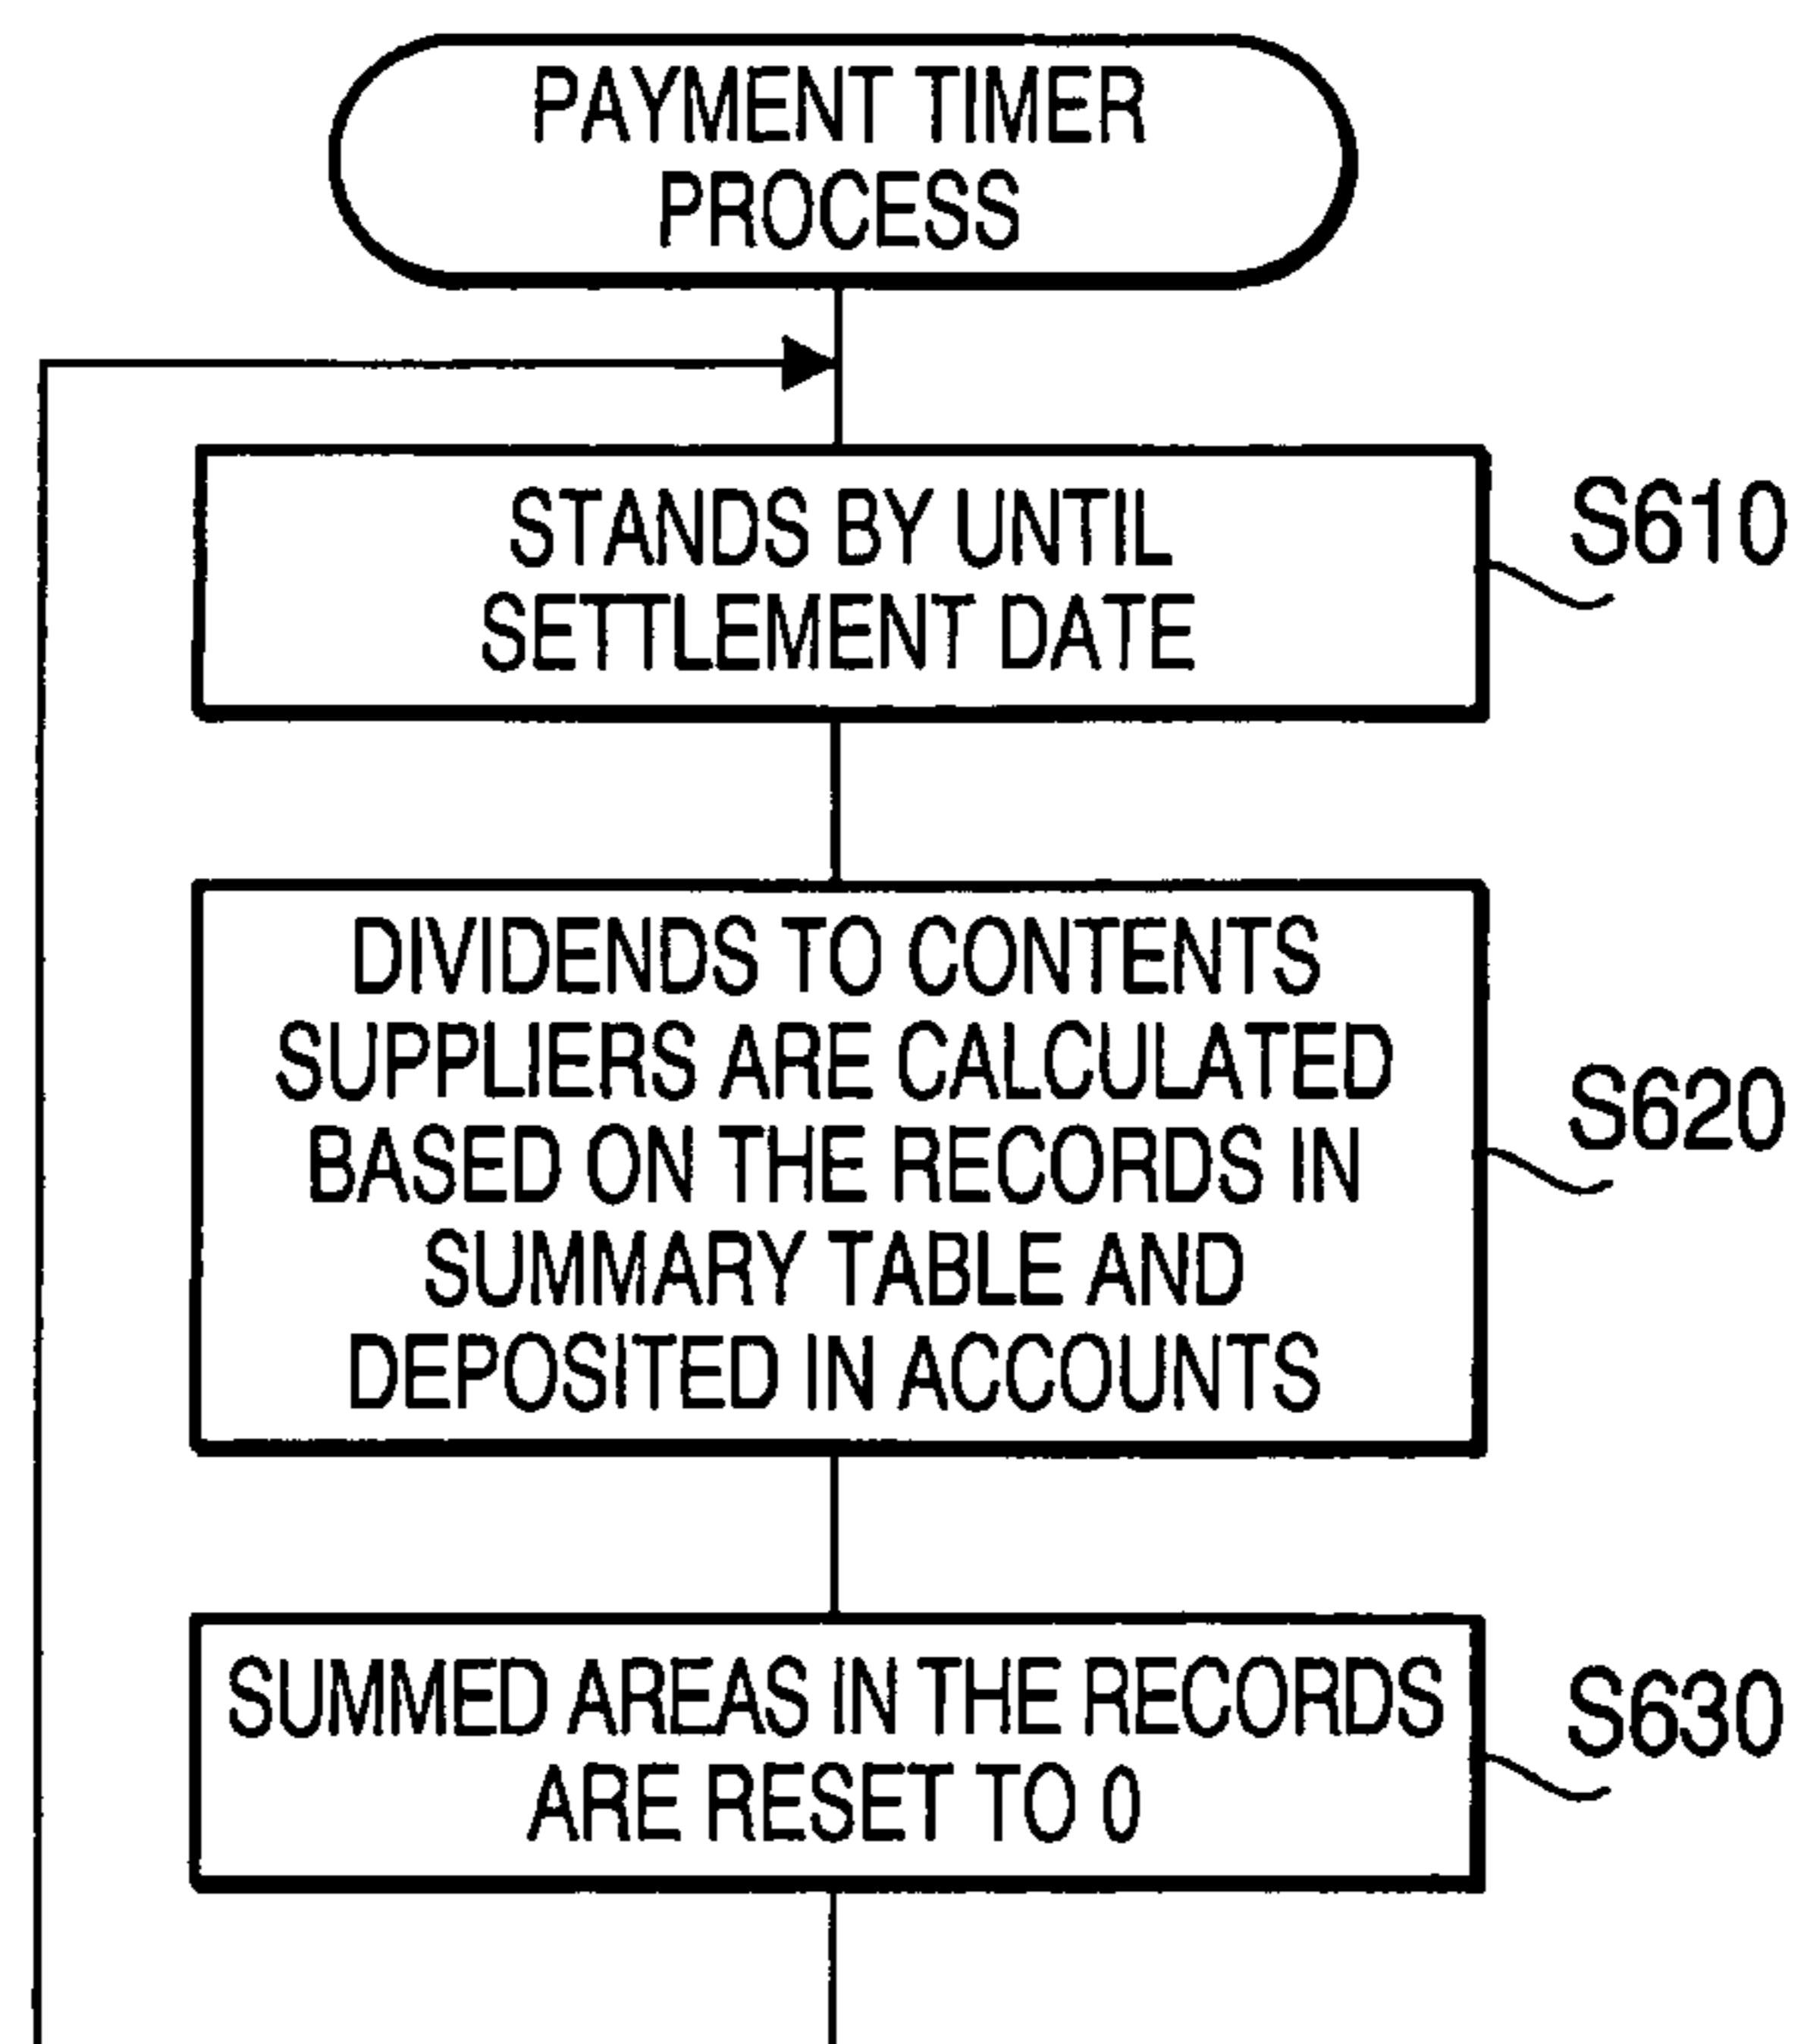 PAYMENT TIMER
PROCESS
STANDS BY UNTIL
SETTLEMENT DATE
S610
DIVIDENDS TO CONTENTS
SUPPLIERS ARE CALCULATED
BASED ON THE RECORDS IN
SUMMARY TABLE AND
DEPOSITED IN ACCOUNTS
S620
SUMMED AREAS IN THE RECORDS
ARE RESET TO 0
S630